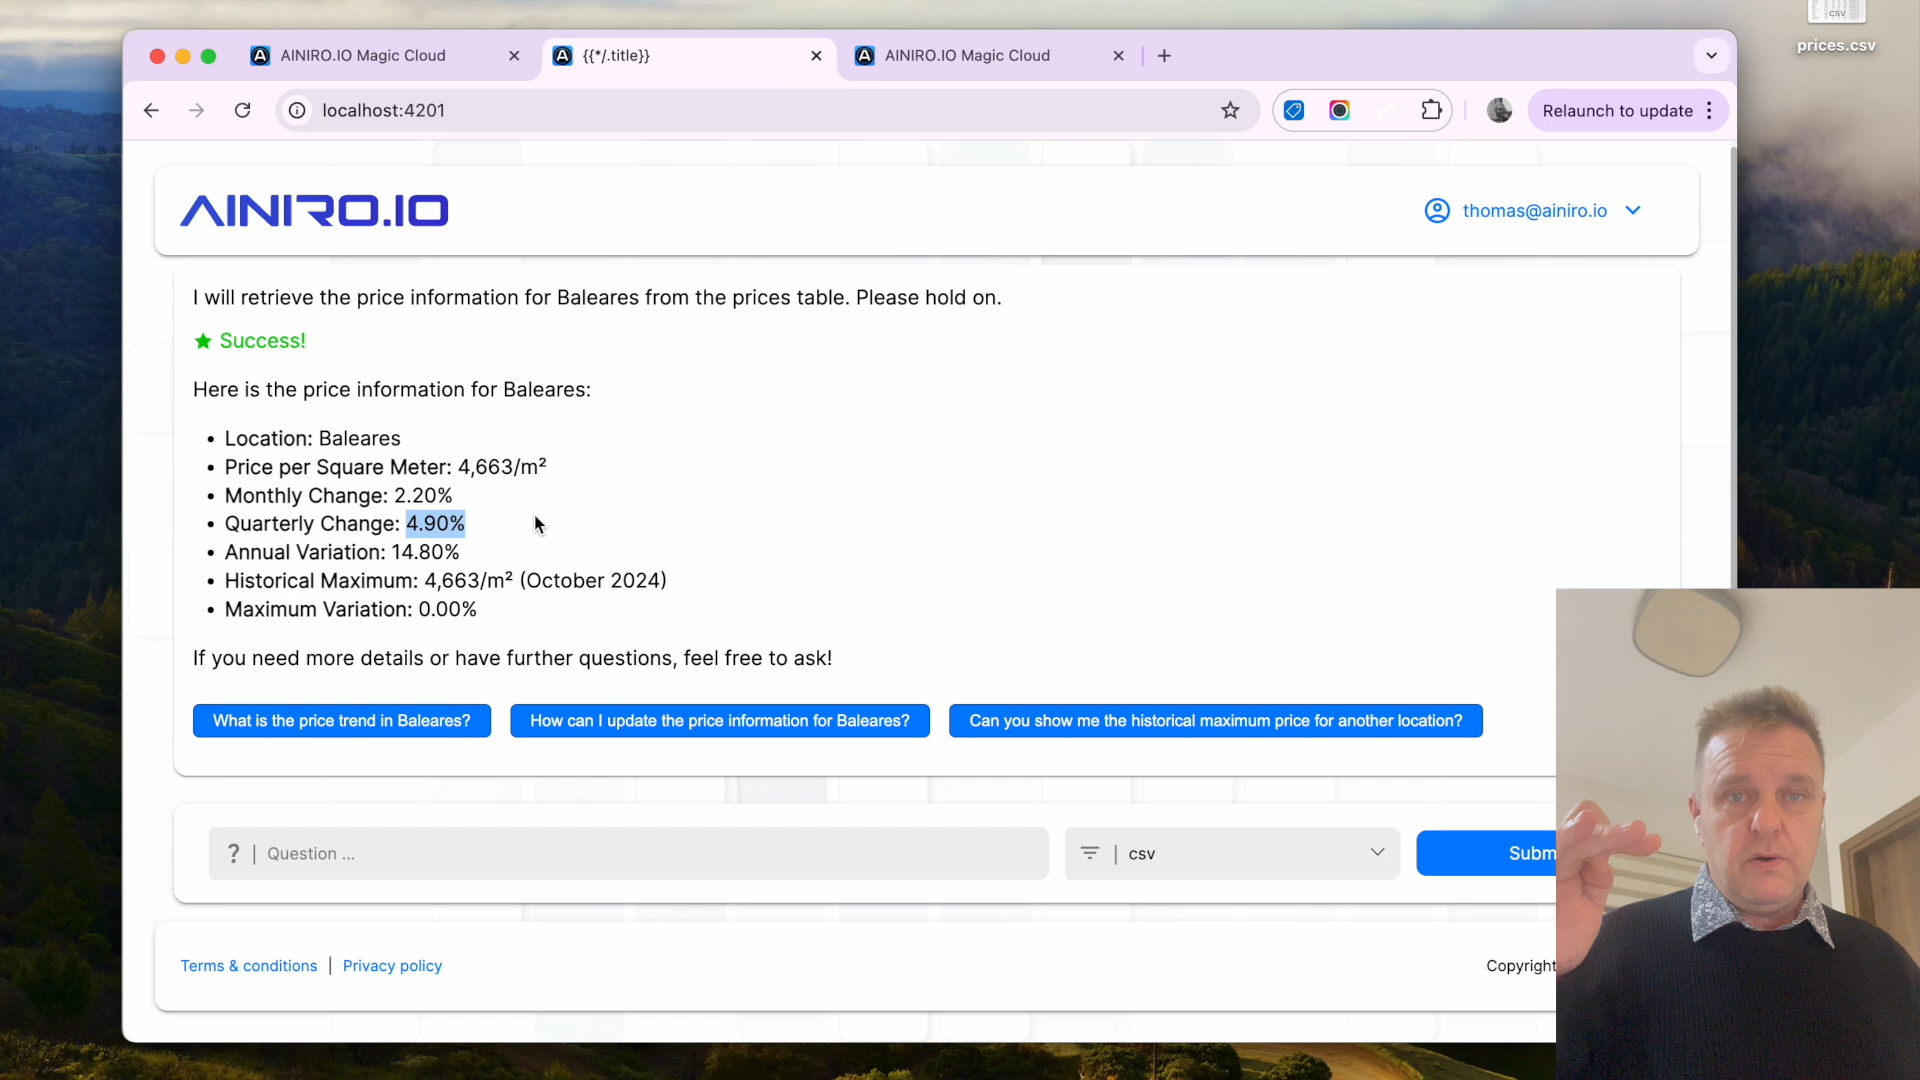 CSV
prices.csv
AINIRO.IO Magic Cloud
{{*/.title}}
AINIRO.IO Magic Cloud
localhost:4201
Relaunch to update
AINIRO.IO
thomas@ainiro.io
I will retrieve the price information for Baleares from the prices table. Please hold on.
Success!
Here is the price information for Baleares:
• Location: Baleares
• Price per Square Meter: 4,663/m²
• Monthly Change: 2.20%
• Quarterly Change: 4.90%
• Annual Variation: 14.80%
• Historical Maximum: 4,663/m² (October 2024)
• Maximum Variation: 0.00%
If you need more details or have further questions, feel free to ask!
What is the price trend in Baleares?
How can I update the price information for Baleares?
Can you show me the historical maximum price for another location?
? | Question ...
| csv
Subm
Terms & conditions | Privacy policy
Copyright